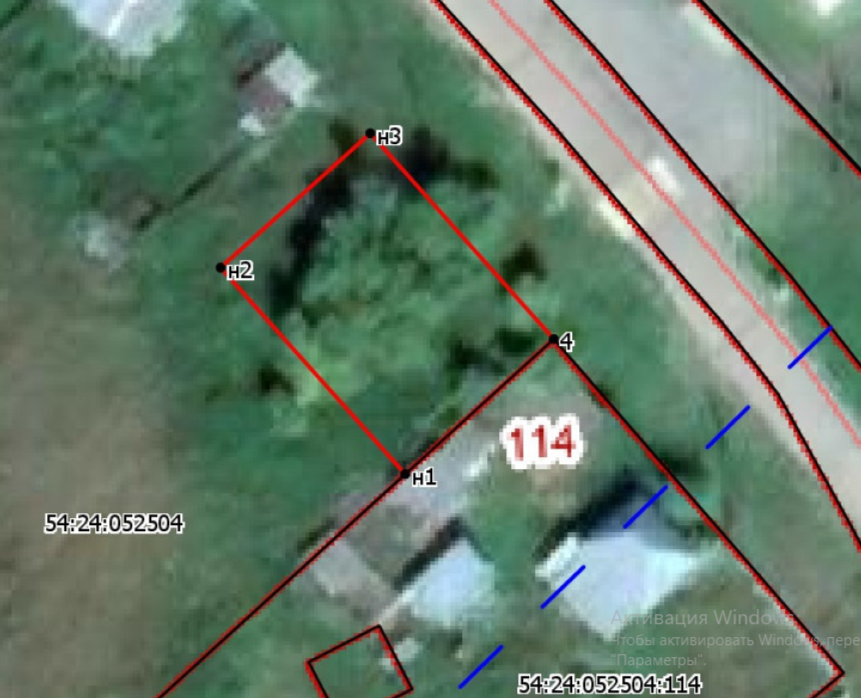 н3
н2
4
114
н1
54:24:052504
Активация Windows
Чтобы активировать Windows, пере
"Параметры".
54:24:052504:114